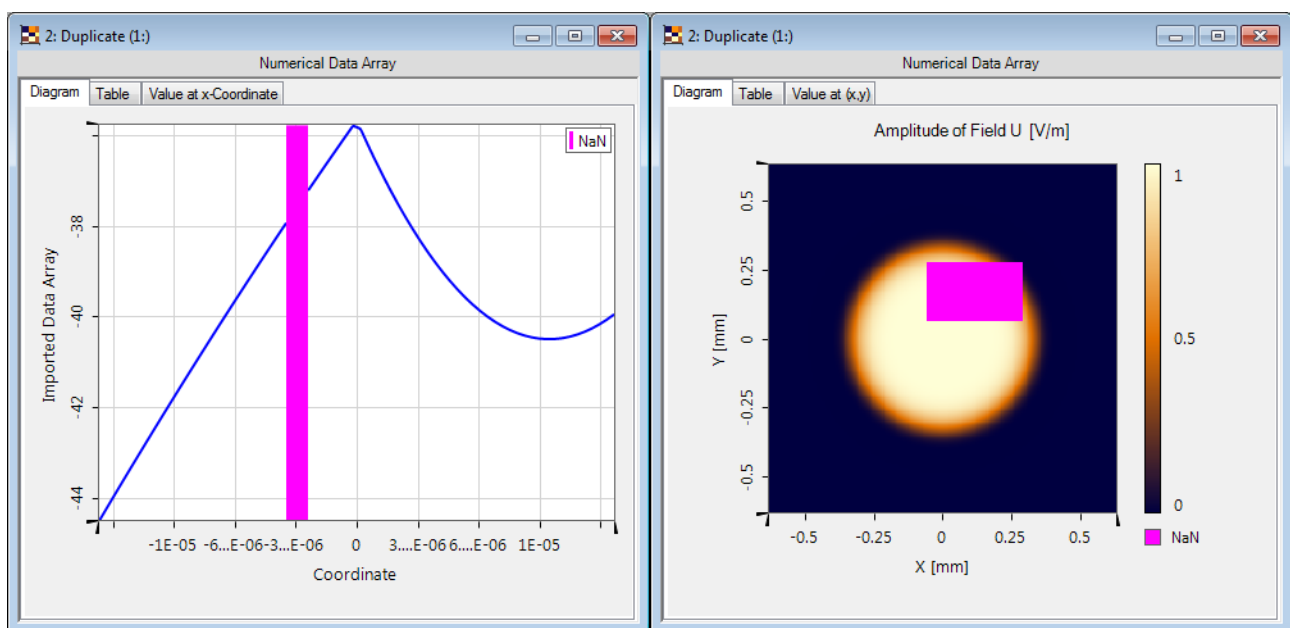 2: Duplicate (1:)
Numerical Data Array
Diagram Table Value at x-Coordinate
NaN
-38
-40
-42
-44
Imported Data Array
-1E-05 -6...E-06 -3...E-06 0 3....E-06 6....E-06 1E-05
Coordinate
2: Duplicate (1:)
Numerical Data Array
Diagram Table Value at (x,y)
Amplitude of Field U [V/m]
0.5
0.25
0
-0.25
-0.5
Y [mm]
-0.5 -0.25 0 0.25 0.5
X [mm]
1
0.5
0
NaN